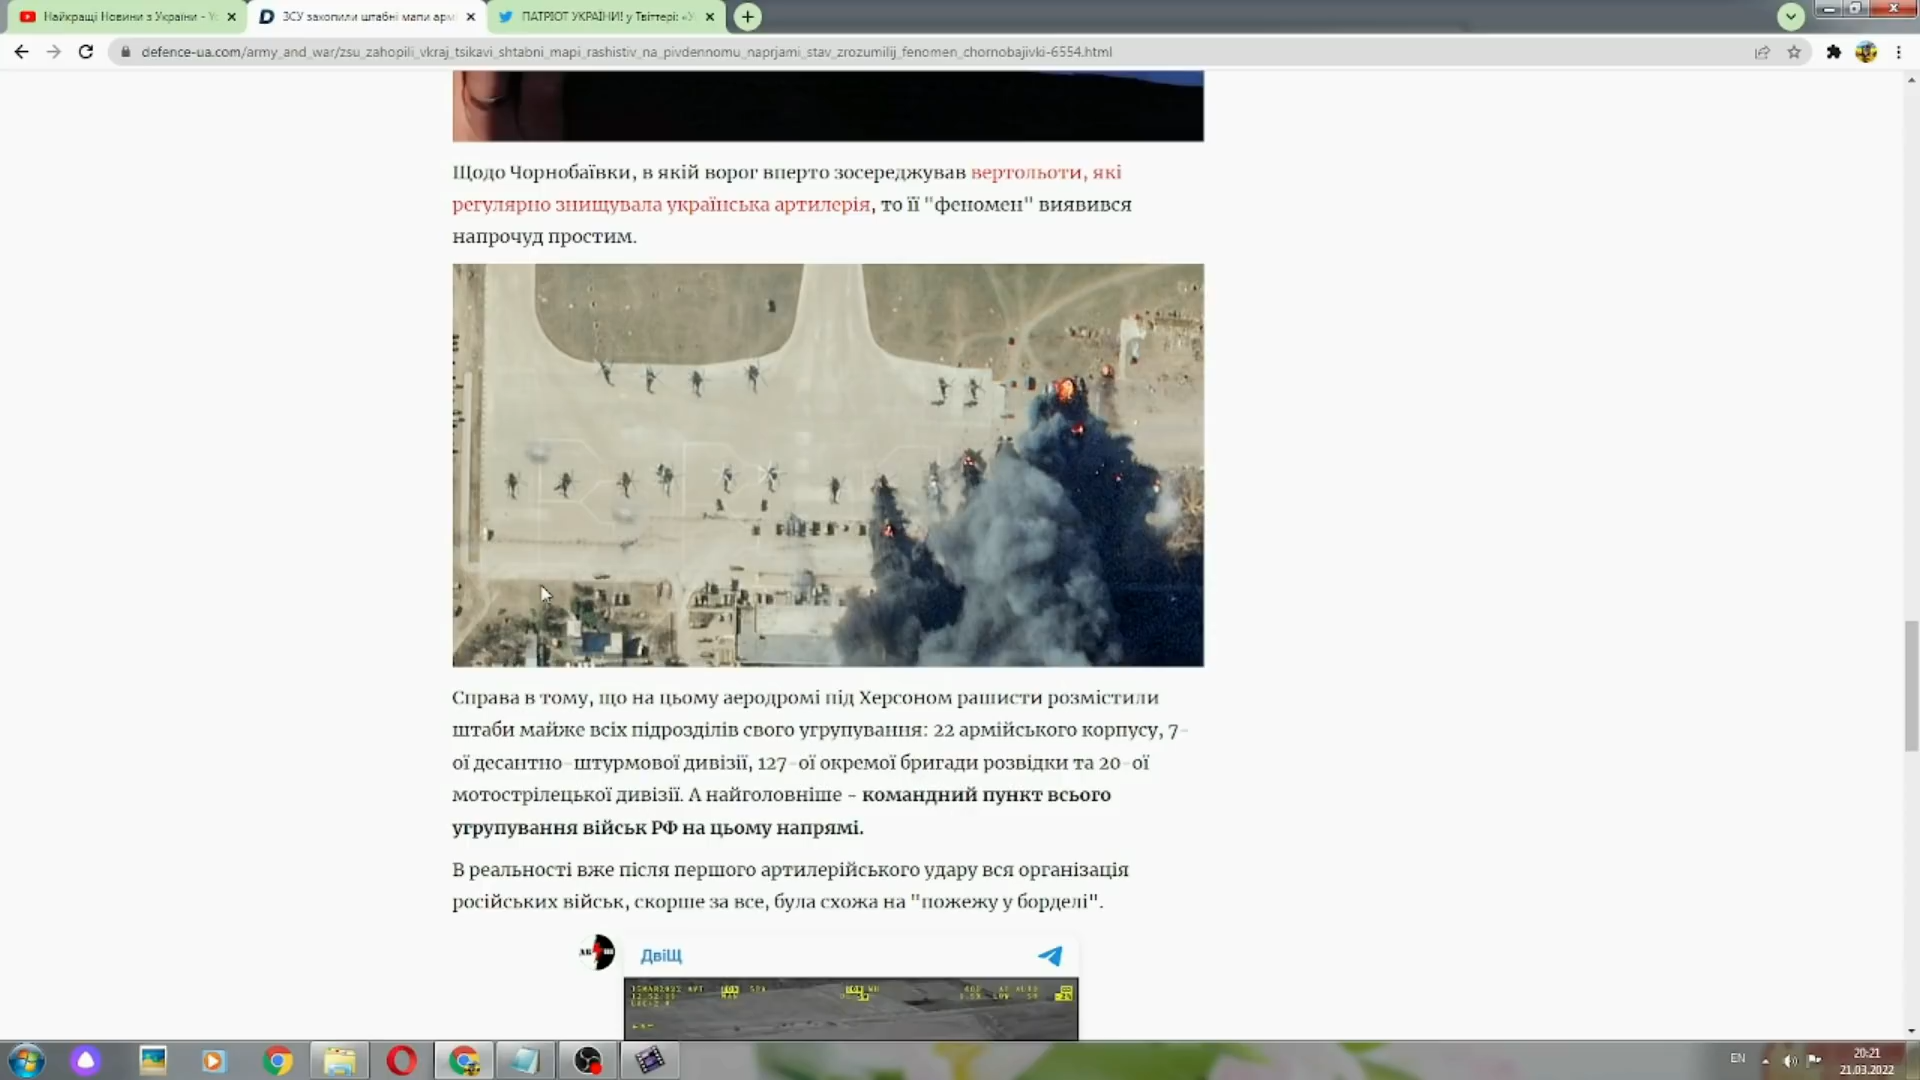 Найкращі Новини з України - Y
ЗСУ захопили штабні мапи армі
ПАТРІОТ УКРАЇНИ! у Твіттері: «У
defence-ua.com/army_and_war/zsu_zahopili_vkraj_tsikavi_shtabni_mapi_rashistiv_na_pivdennomu_naprjami_stav_zrozumilij_fenomen_chornobajivki-6554.html
Щодо Чорнобаївки, в якій ворог вперто зосереджував вертольоти, які
регулярно знищувала українська артилерія, то її "феномен" виявився
напрочуд простим.
Справа в тому, що на цьому аеродромі під Херсоном рашисти розмістили
штаби майже всіх підрозділів свого угрупування: 22 армійського корпусу, 7-
ої десантно-штурмової дивізії, 127-ої окремої бригади розвідки та 20-ої
мотострілецької дивізії. А найголовніше - командний пункт всього
угрупування військ РФ на цьому напрямі.
В реальності вже після першого артилерійського удару вся організація
російських військ, скорше за все, була схожа на "пожежу у борделі".
ДвіЩ
EN
20:21
21.03.2022